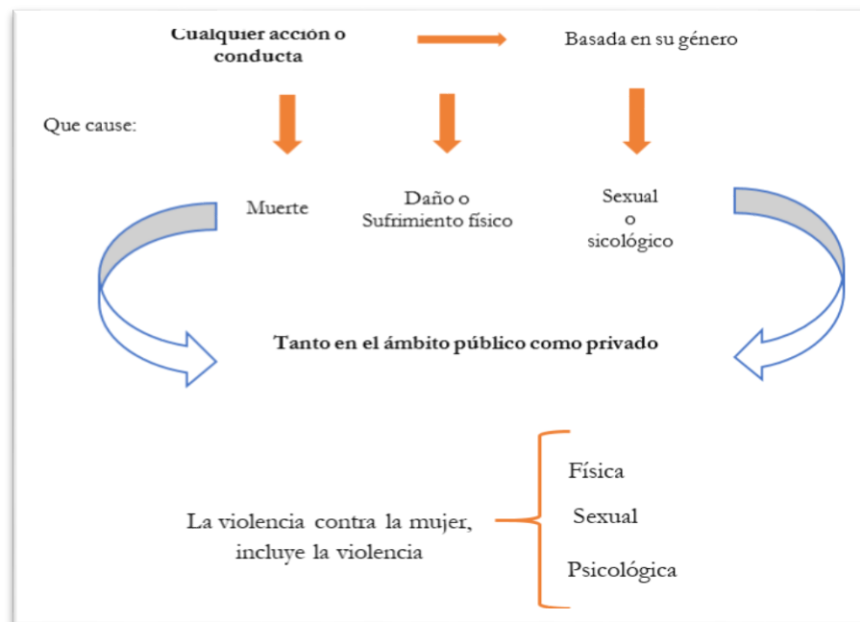 Cualquier acción o
conducta
Basada en su género
Que cause:
Muerte
Daño o
Sufrimiento físico
Sexual
o
sicológico
Tanto en el ámbito público como privado
La violencia contra la mujer,
incluye la violencia
Física
Sexual
Psicológica